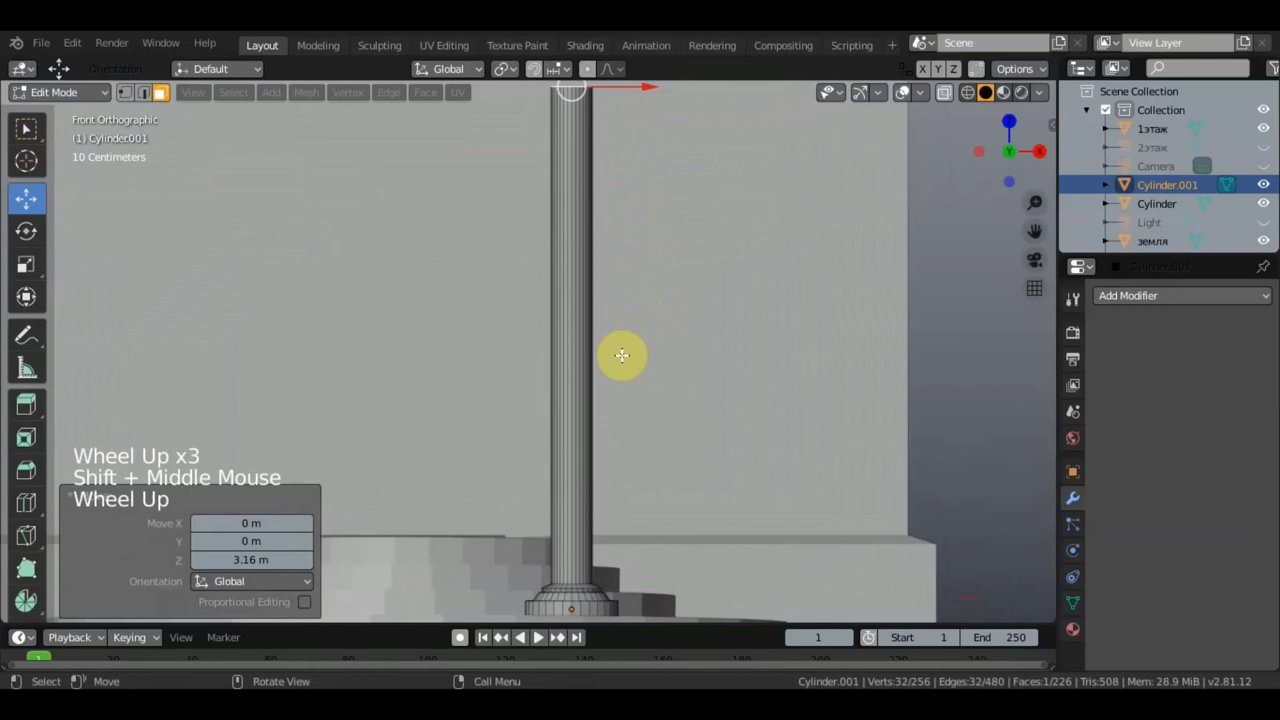 File Edit Render Window Help Layout Modeling Sculpting UV Editing Texture Paint Shading Animation Rendering Compositing Scripting + Scene View Layer
Orientation: Default Global X Y Z Options
Edit Mode View Select Add Mesh Vertex Edge Face UV
Front Orthographic
(1) Cylinder.001
10 Centimeters
Z
Y
X
Scene Collection
Collection
1этаж
2этаж
Camera
Cylinder.001
Cylinder
Light
земля
Cylinder.001
Add Modifier
Wheel Up x3
Shift + Middle Mouse
Wheel Up
Move X 0 m
Y 0 m
Z 3.16 m
Orientation Global
Proportional Editing
Playback Keying View Marker 1 Start 1 End 250
1
Select Move Rotate View Call Menu Cylinder.001 | Verts:32/256 | Edges:32/480 | Faces:1/226 | Tris:508 | Mem: 28.9 MiB | v2.81.12